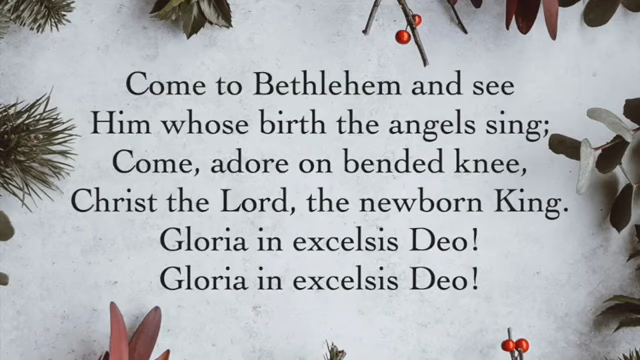 Come to Bethlehem and see
Him whose birth the angels sing;
Come, adore on bended knee,
Christ the Lord, the newborn King.
Gloria in excelsis Deo!
Gloria in excelsis Deo!